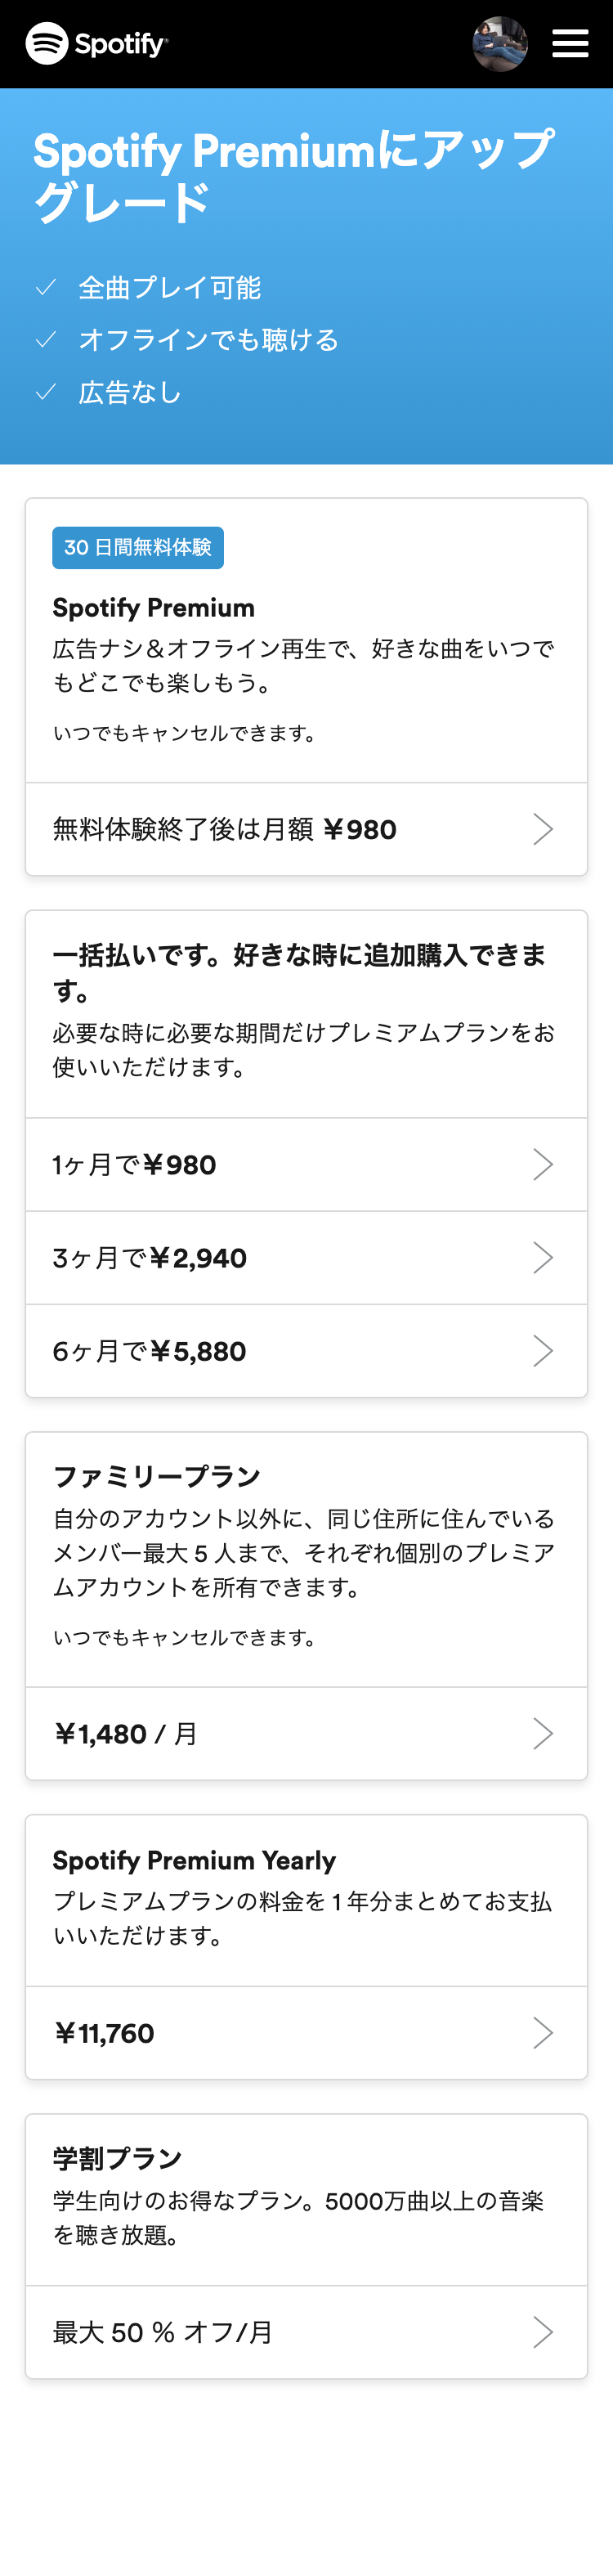 Spotify®
Spotify Premiumにアップ
グレード
全曲プレイ可能
オフラインでも聴ける
広告なし
30 日間無料体験
Spotify Premium
広告ナシ＆オフライン再生で、好きな曲をいつで
もどこでも楽しもう。
いつでもキャンセルできます。
無料体験終了後は月額 ￥980
一括払いです。好きな時に追加購入できま
す。
必要な時に必要な期間だけプレミアムプランをお
使いいただけます。
1ヶ月で￥980
3ヶ月で￥2,940
6ヶ月で￥5,880
ファミリープラン
自分のアカウント以外に、同じ住所に住んでいる
メンバー最大 5 人まで、それぞれ個別のプレミア
ムアカウントを所有できます。
いつでもキャンセルできます。
￥1,480 / 月
Spotify Premium Yearly
プレミアムプランの料金を 1 年分まとめてお支払
いいただけます。
￥11,760
学割プラン
学生向けのお得なプラン。5000万曲以上の音楽
を聴き放題。
最大 50 ％ オフ/月